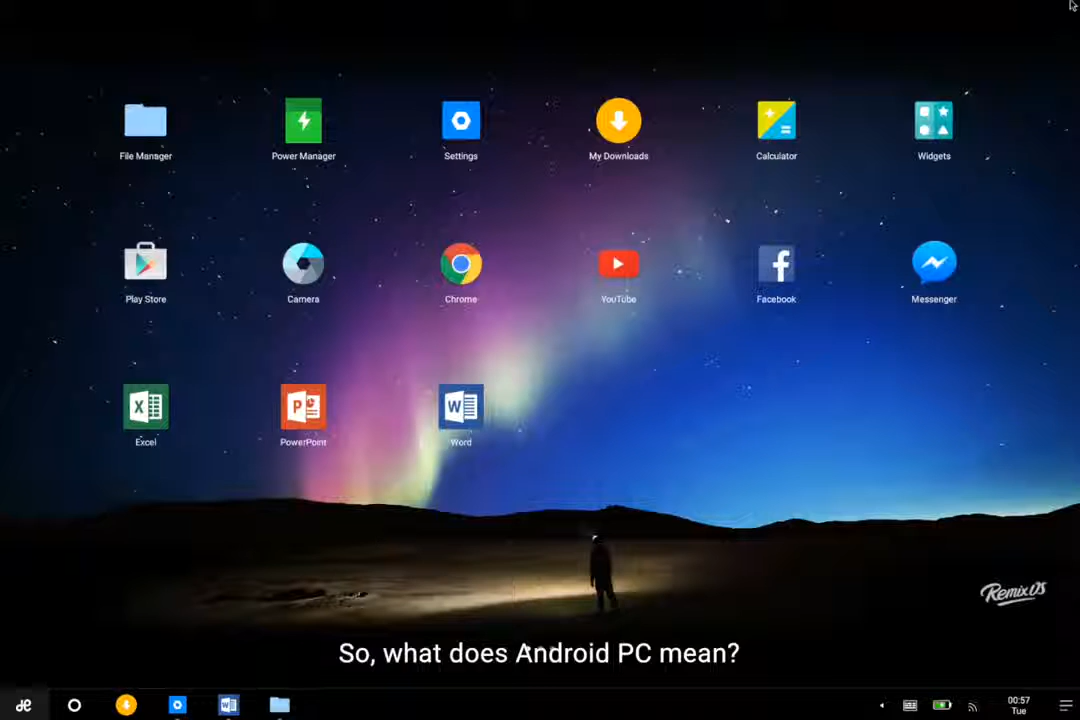 File Manager
Power Manager
Settings
My Downloads
Calculator
Widgets
Play Store
Camera
Chrome
YouTube
Facebook
Messenger
Excel
PowerPoint
Word
Remix OS
So, what does Android PC mean?
00:57
Tue